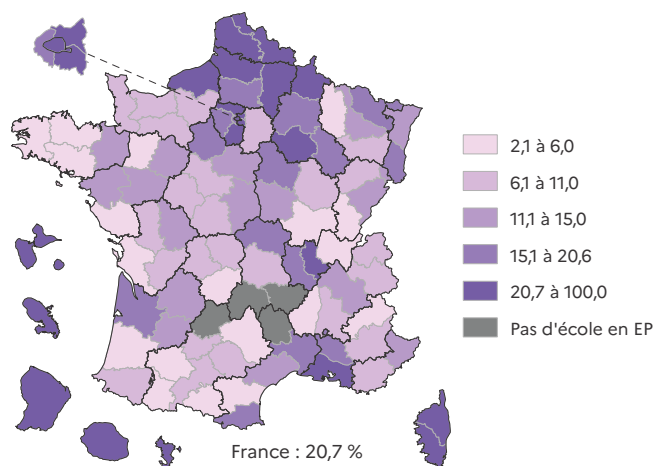 2,1 à 6,0
6,1 à 11,0
11,1 à 15,0
15,1 à 20,6
20,7 à 100,0
Pas d'école en EP
France : 20,7 %